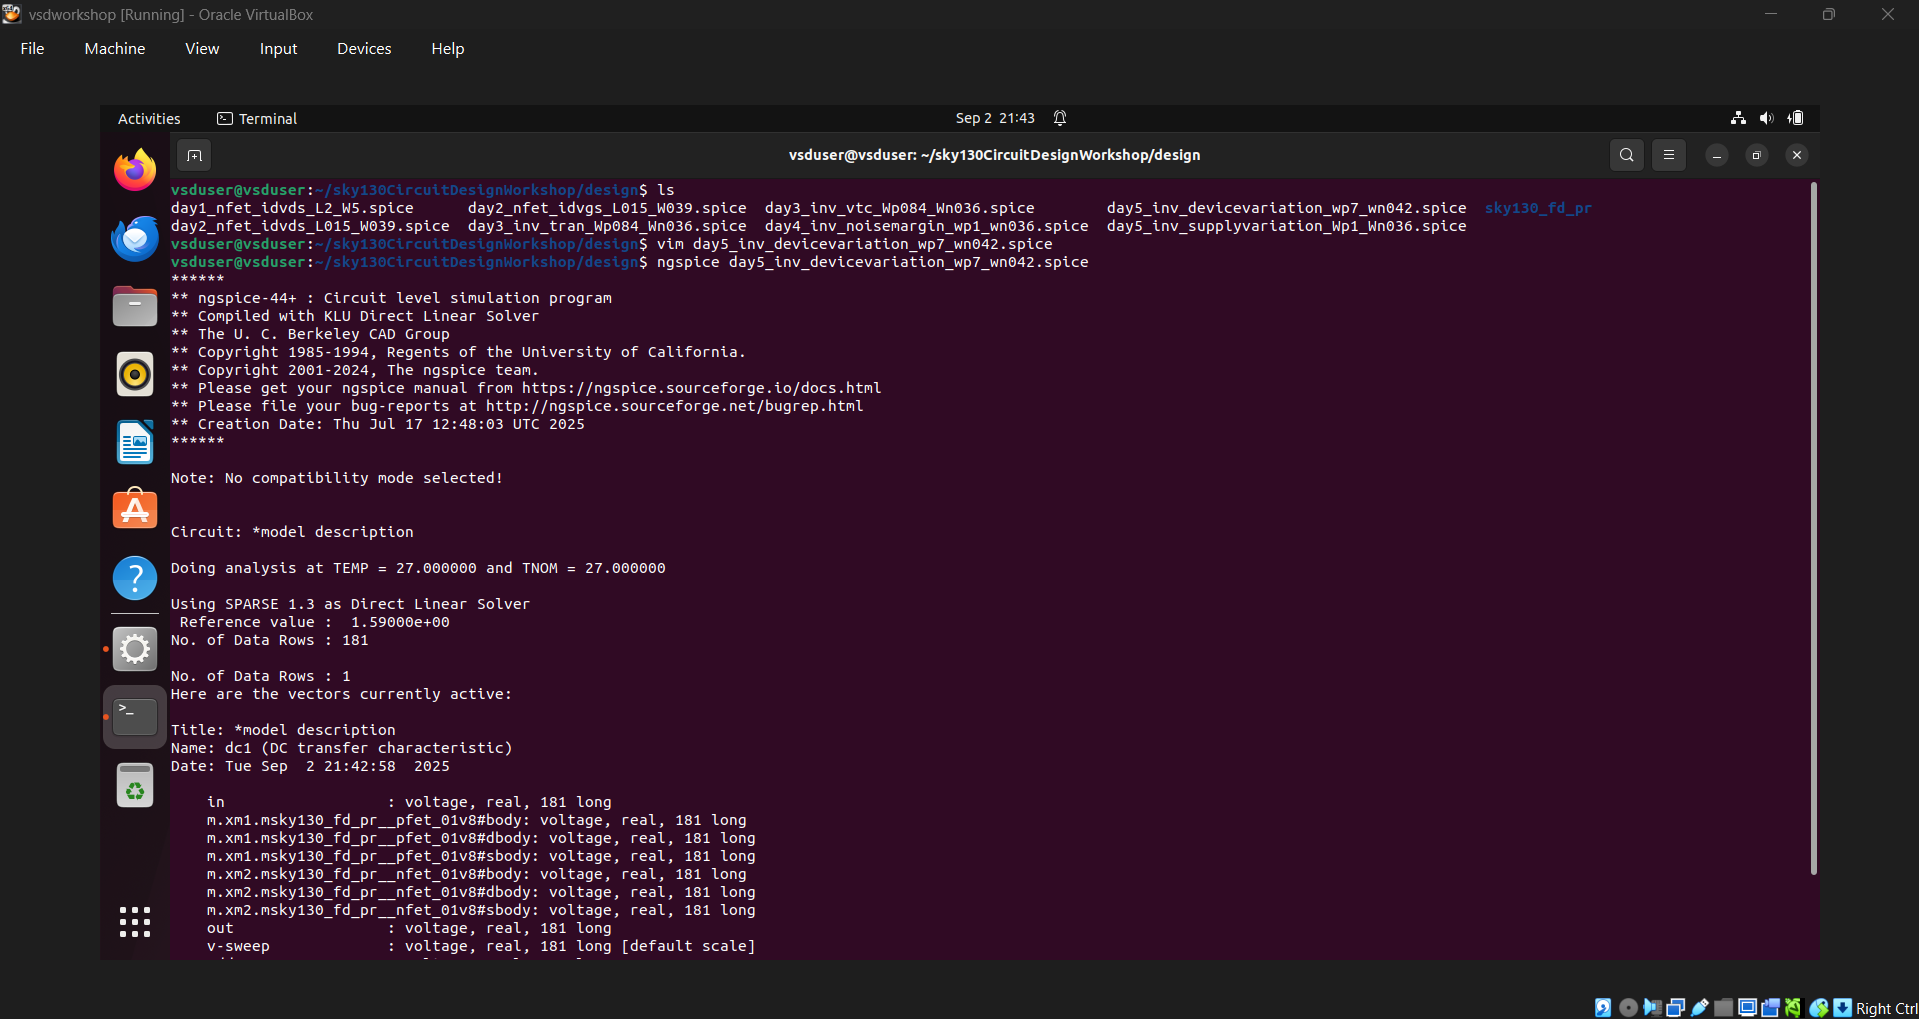 vsdworkshop [Running] - Oracle VirtualBox
File Machine View Input Devices Help
Activities Terminal Sep 2 21:43
vsduser@vsduser: ~/sky130CircuitDesignWorkshop/design
vsduser@vsduser:~/sky130CircuitDesignWorkshop/design$ ls
day1_nfet_idvds_L2_W5.spice day2_nfet_idvgs_L015_W039.spice day3_inv_vtc_Wp084_Wn036.spice day5_inv_devicevariation_wp7_wn042.spice sky130_fd_pr
day2_nfet_idvds_L015_W039.spice day3_inv_tran_Wp084_Wn036.spice day4_inv_noisemargin_wp1_wn036.spice day5_inv_supplyvariation_Wp1_Wn036.spice
vsduser@vsduser:~/sky130CircuitDesignWorkshop/design$ vim day5_inv_devicevariation_wp7_wn042.spice
vsduser@vsduser:~/sky130CircuitDesignWorkshop/design$ ngspice day5_inv_devicevariation_wp7_wn042.spice
******
** ngspice-44+ : Circuit level simulation program
** Compiled with KLU Direct Linear Solver
** The U. C. Berkeley CAD Group
** Copyright 1985-1994, Regents of the University of California.
** Copyright 2001-2024, The ngspice team.
** Please get your ngspice manual from https://ngspice.sourceforge.io/docs.html
** Please file your bug-reports at http://ngspice.sourceforge.net/bugrep.html
** Creation Date: Thu Jul 17 12:48:03 UTC 2025
******
Note: No compatibility mode selected!
Circuit: *model description
Doing analysis at TEMP = 27.000000 and TNOM = 27.000000
Using SPARSE 1.3 as Direct Linear Solver
Reference value : 1.59000e+00
No. of Data Rows : 181
No. of Data Rows : 1
Here are the vectors currently active:
Title: *model description
Name: dc1 (DC transfer characteristic)
Date: Tue Sep 2 21:42:58 2025
in : voltage, real, 181 long
m.xm1.msky130_fd_pr__pfet_01v8#body: voltage, real, 181 long
m.xm1.msky130_fd_pr__pfet_01v8#dbody: voltage, real, 181 long
m.xm1.msky130_fd_pr__pfet_01v8#sbody: voltage, real, 181 long
m.xm2.msky130_fd_pr__nfet_01v8#body: voltage, real, 181 long
m.xm2.msky130_fd_pr__nfet_01v8#dbody: voltage, real, 181 long
m.xm2.msky130_fd_pr__nfet_01v8#sbody: voltage, real, 181 long
out : voltage, real, 181 long
v-sweep : voltage, real, 181 long [default scale]
Right Ctrl